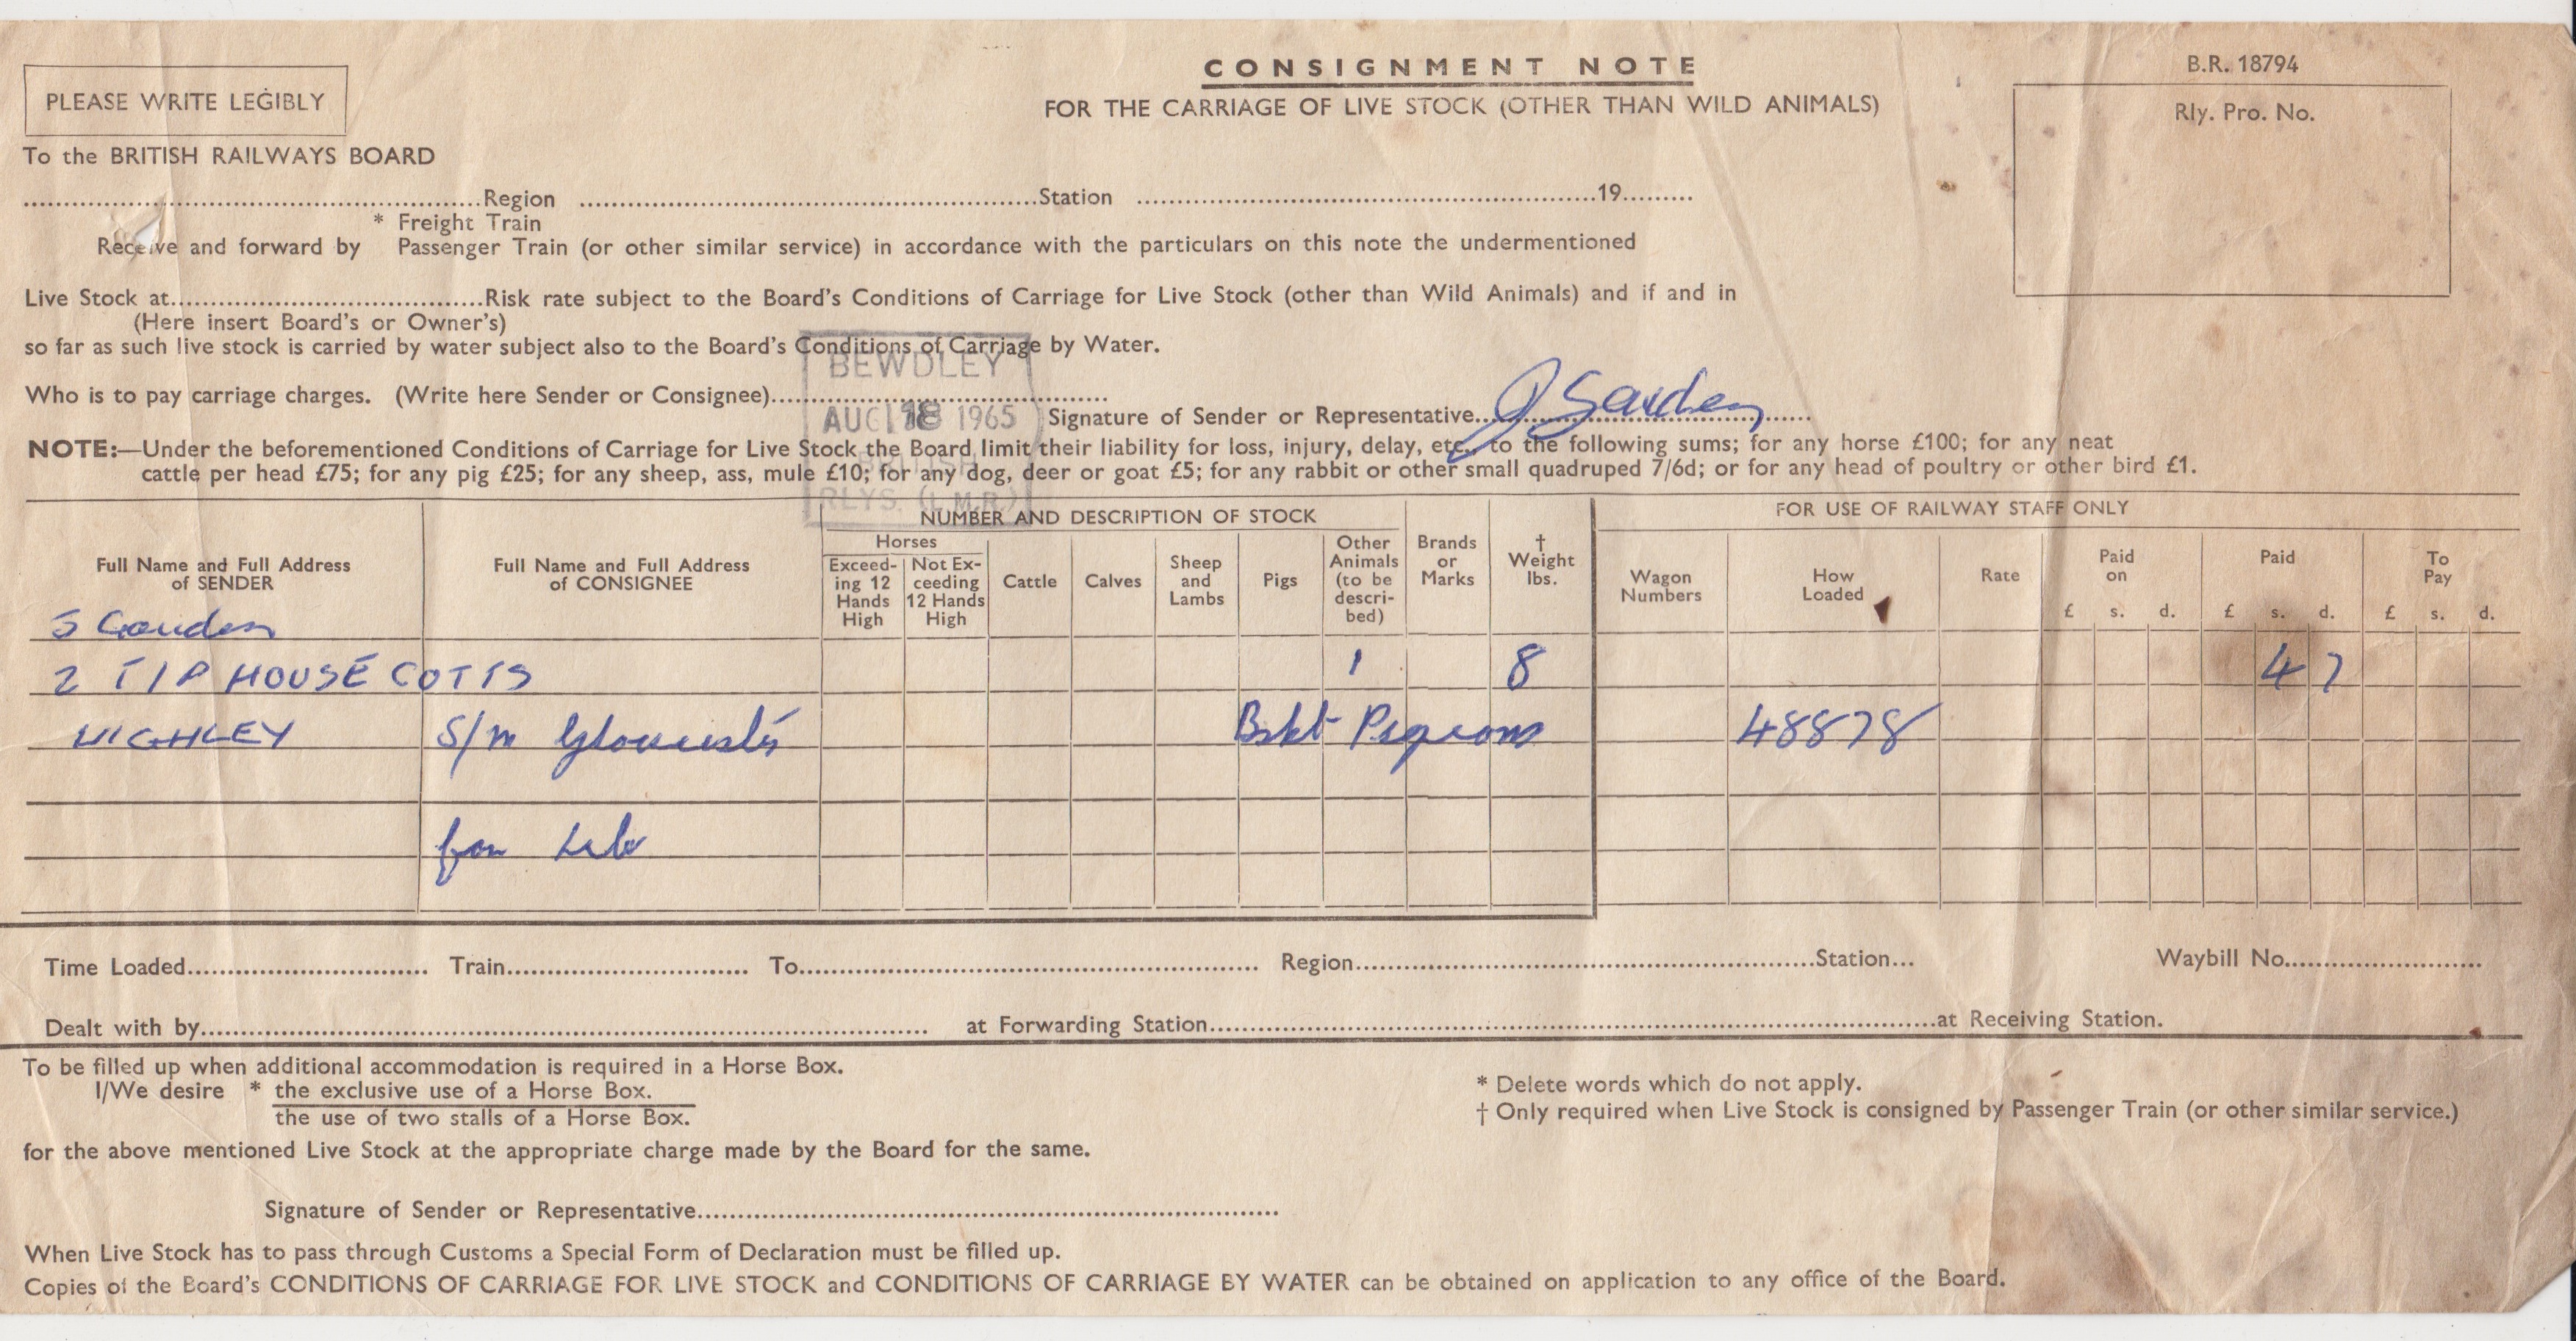 CONSIGNMENT NOTE
B.R. 18794
PLEASE WRITE LEGIBLY
FOR THE CARRIAGE OF LIVE STOCK (OTHER THAN WILD ANIMALS)
Rly. Pro. No.
To the BRITISH RAILWAYS BOARD
Region Station 19
* Freight Train
Receive and forward by Passenger Train (or other similar service) in accordance with the particulars on this note the undermentioned
Live Stock at Risk rate subject to the Board's Conditions of Carriage for Live Stock (other than Wild Animals) and if and in
(Here insert Board's or Owner's)
so far as such live stock is carried by water subject also to the Board's Conditions of Carriage by Water.
BEWDLEY
Who is to pay carriage charges. (Write here Sender or Consignee)
AUG 18 1965
Signature of Sender or Representative
NOTE:—Under the beforementioned Conditions of Carriage for Live Stock the Board limit their liability for loss, injury, delay, etc., to the following sums; for any horse £100; for any neat
cattle per head £75; for any pig £25; for any sheep, ass, mule £10; for any dog, deer or goat £5; for any rabbit or other small quadruped 7/6d; or for any head of poultry or other bird £1.
RLYS. (L.M.R)
NUMBER AND DESCRIPTION OF STOCK
FOR USE OF RAILWAY STAFF ONLY
Full Name and Full Address of SENDER
Full Name and Full Address of CONSIGNEE
Horses
Exceeding 12 Hands High
Not Exceeding 12 Hands High
Cattle
Calves
Sheep and Lambs
Pigs
Other Animals (to be described)
Brands or Marks
† Weight lbs.
Wagon Numbers
How Loaded
Rate
Paid on
£ s. d.
Paid
£ s. d.
To Pay
£ s. d.
2 TIP HOUSE COTTS 1 8 4 7
HIGHLEY S/m Gloucester Bskt Pigeons 48878
Time Loaded Train To Region Station Waybill No.
Dealt with by at Forwarding Station at Receiving Station.
To be filled up when additional accommodation is required in a Horse Box.
I/We desire * the exclusive use of a Horse Box.
the use of two stalls of a Horse Box.
* Delete words which do not apply.
† Only required when Live Stock is consigned by Passenger Train (or other similar service.)
for the above mentioned Live Stock at the appropriate charge made by the Board for the same.
Signature of Sender or Representative
When Live Stock has to pass through Customs a Special Form of Declaration must be filled up.
Copies of the Board's CONDITIONS OF CARRIAGE FOR LIVE STOCK and CONDITIONS OF CARRIAGE BY WATER can be obtained on application to any office of the Board.